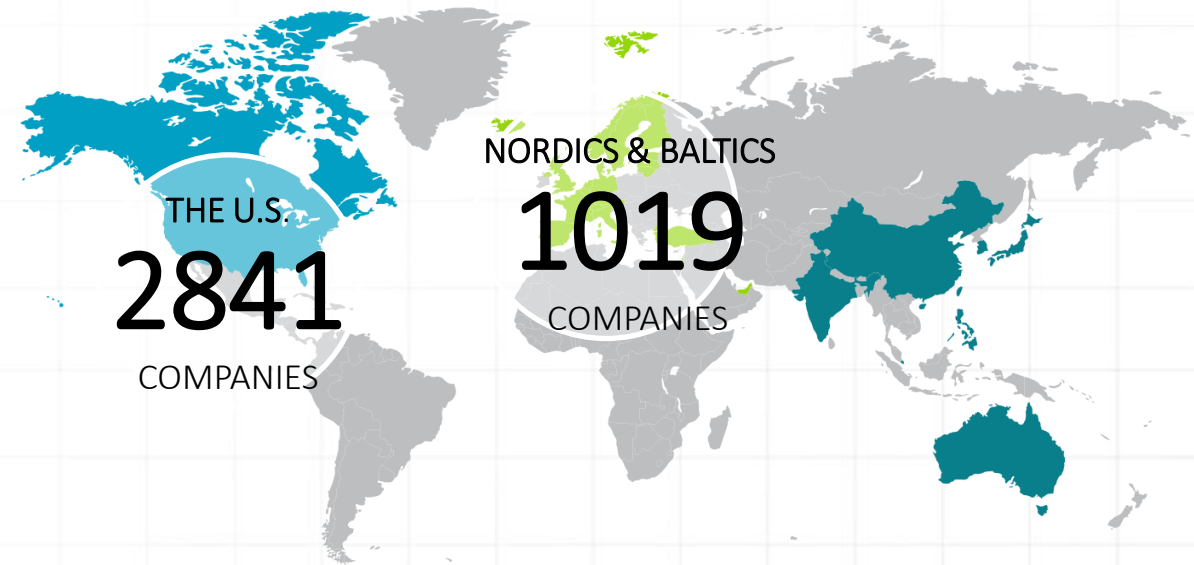 THE U.S.
2841
COMPANIES
NORDICS & BALTICS
1019
COMPANIES